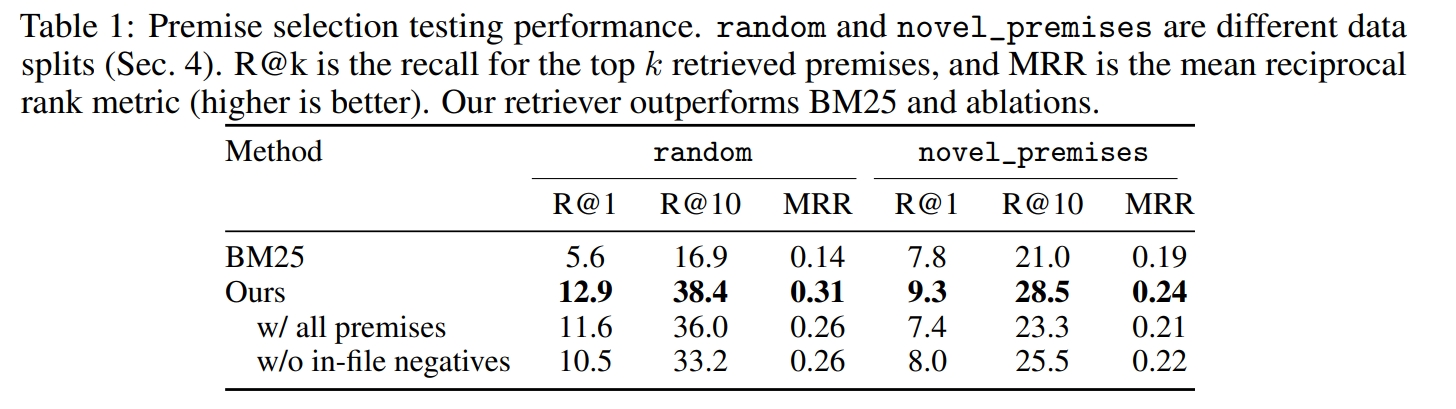 Table 1: Premise selection testing performance. random and novel_premises are different data
splits (Sec. 4). R@k is the recall for the top k retrieved premises, and MRR is the mean reciprocal
rank metric (higher is better). Our retriever outperforms BM25 and ablations.
Method random novel_premises
R@1 R@10 MRR R@1 R@10 MRR
BM25 5.6 16.9 0.14 7.8 21.0 0.19
Ours 12.9 38.4 0.31 9.3 28.5 0.24
w/ all premises 11.6 36.0 0.26 7.4 23.3 0.21
w/o in-file negatives 10.5 33.2 0.26 8.0 25.5 0.22